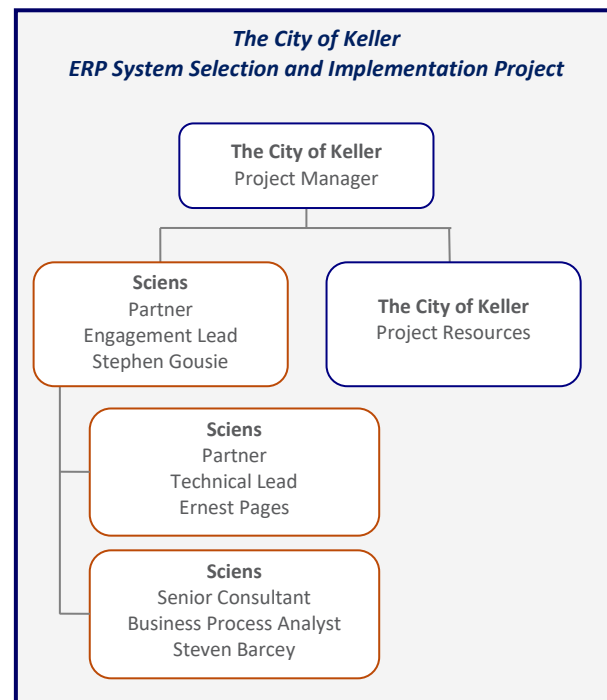 The City of Keller
ERP System Selection and Implementation Project
The City of Keller
Project Manager
Sciens
Partner
Engagement Lead
Stephen Gousie
The City of Keller
Project Resources
Sciens
Partner
Technical Lead
Ernest Pages
Sciens
Senior Consultant
Business Process Analyst
Steven Barcey